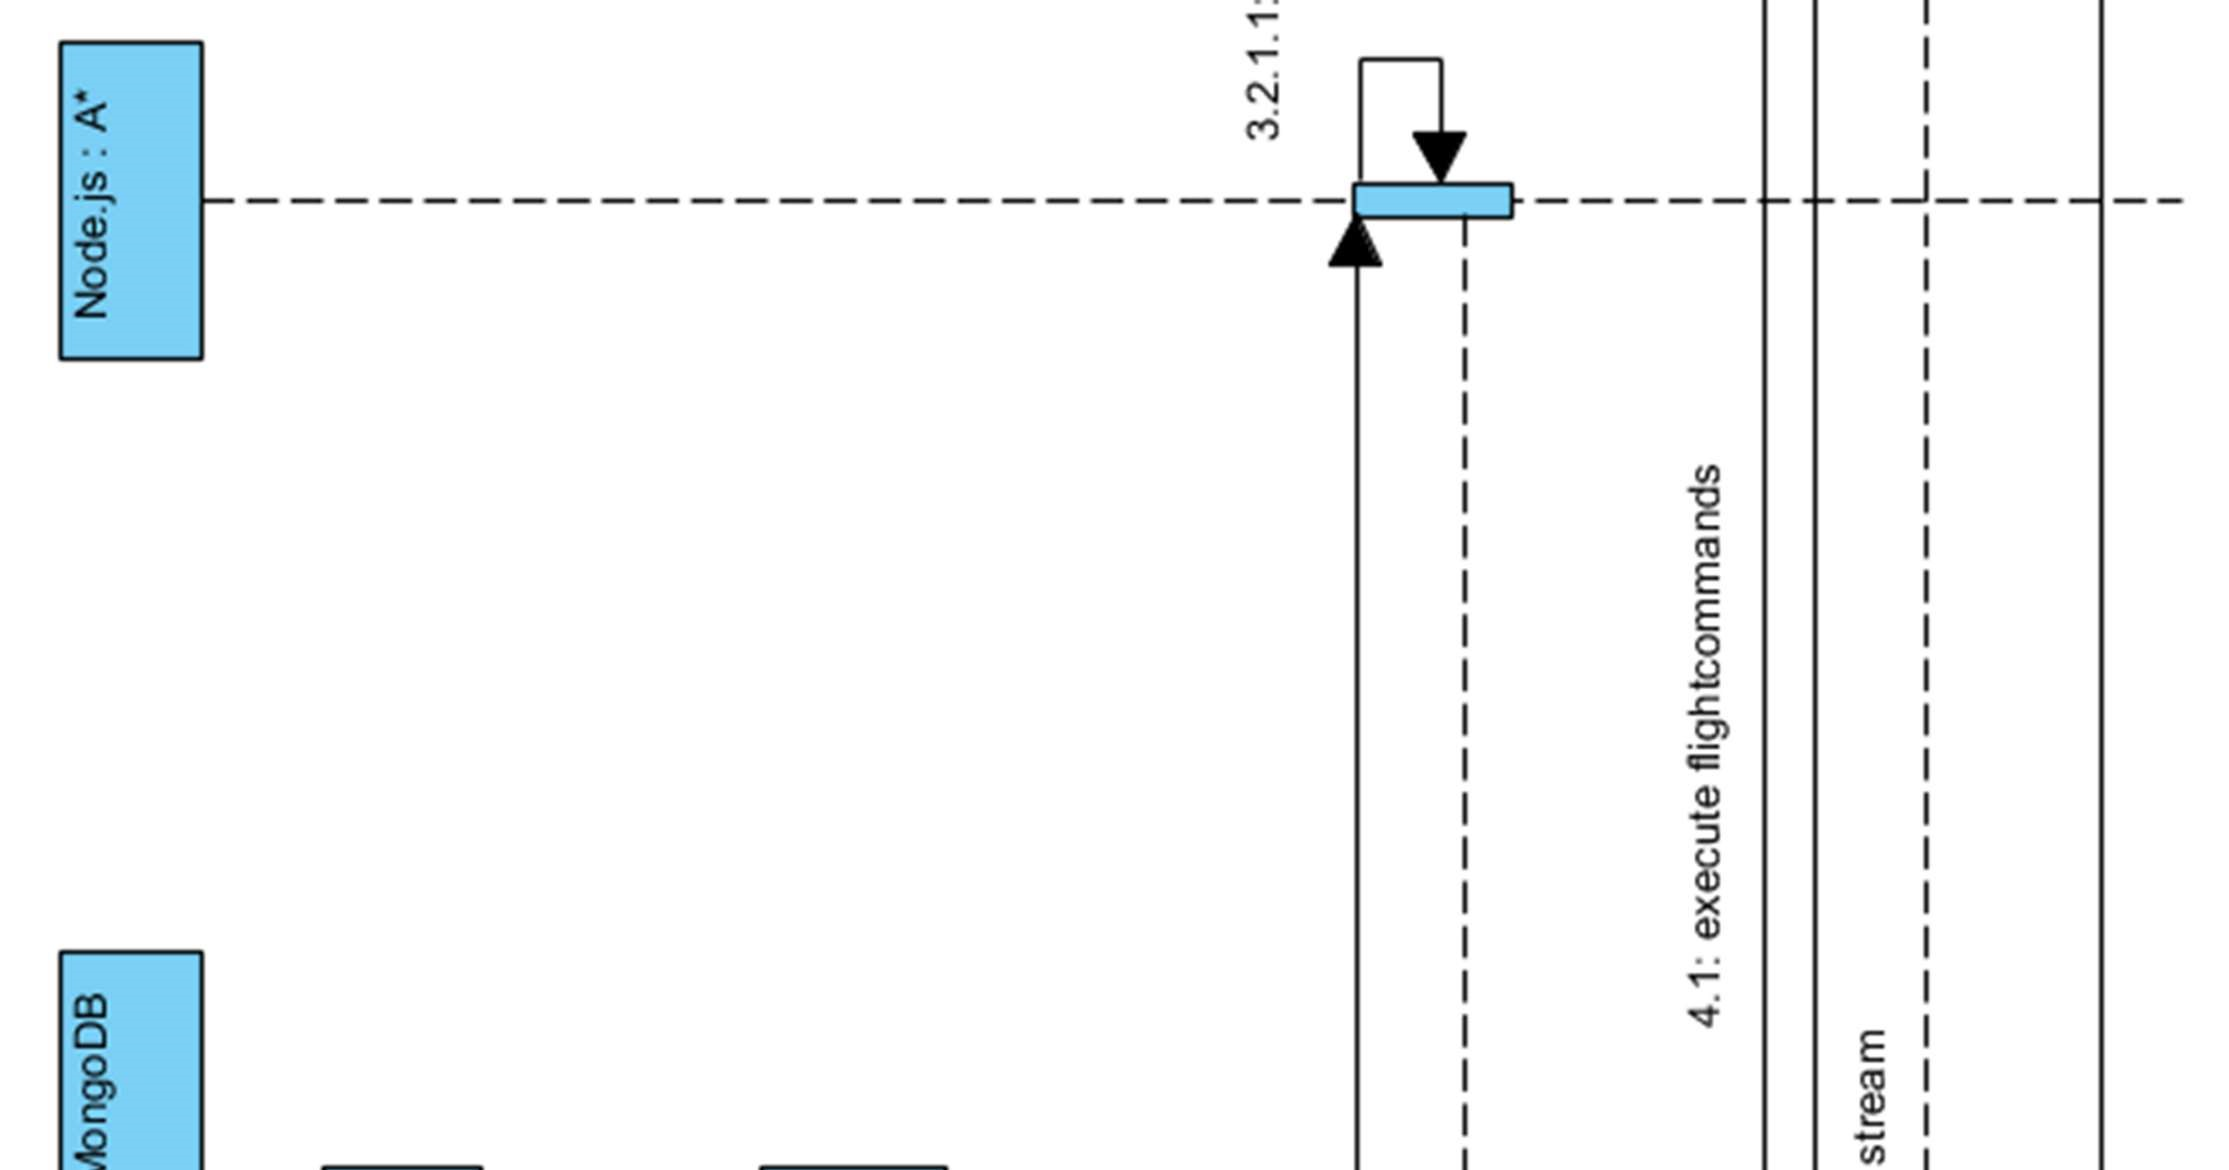 Node.js : A*
3.2.1.1:
4.1: execute flightcommands
MongoDB
stream